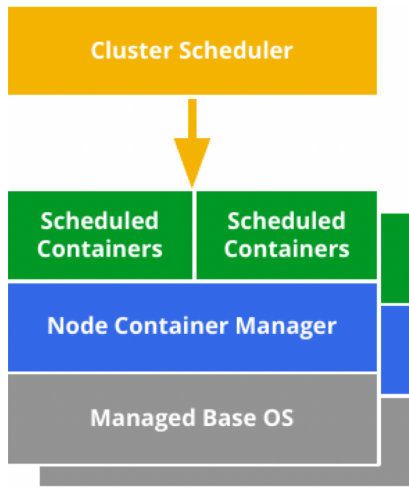 Cluster Scheduler
Scheduled
Containers
Scheduled
Containers
Node Container Manager
Managed Base OS